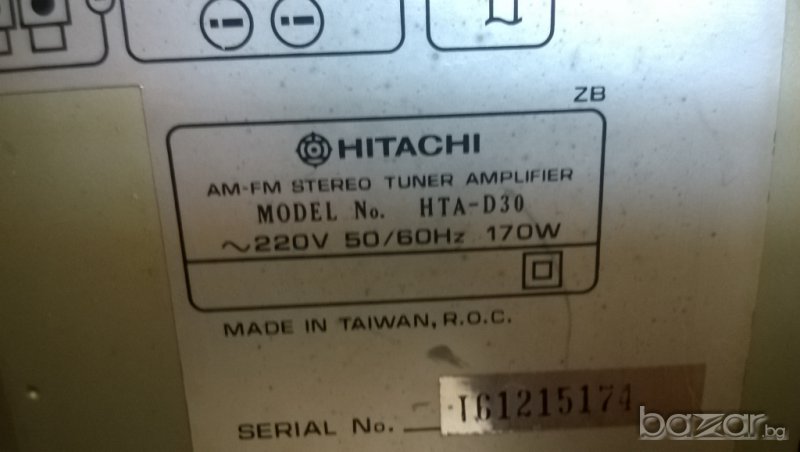 ZB
HITACHI
AM-FM STEREO TUNER AMPLIFIER
MODEL No. HTA-D30
～220V 50/60Hz 170W
MADE IN TAIWAN, R.O.C.
SERIAL No. I61215174
bazar.bg